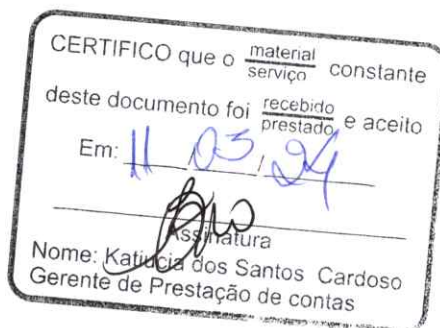 CERTIFICO que o material/serviço constante
deste documento foi recebido/prestado e aceito
Em: 11 / 03 / 24
Assinatura
Nome: Katiucia dos Santos Cardoso
Gerente de Prestação de contas